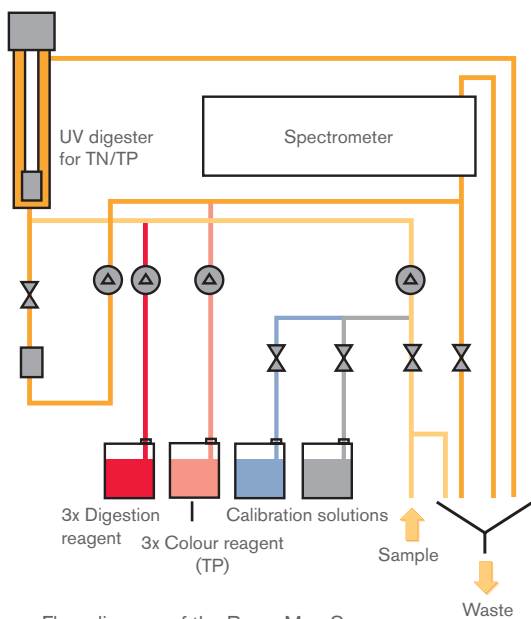 UV digester
for TN/TP
Spectrometer
3x Digestion
reagent
3x Colour reagent
(TP)
Calibration solutions
Sample
Waste